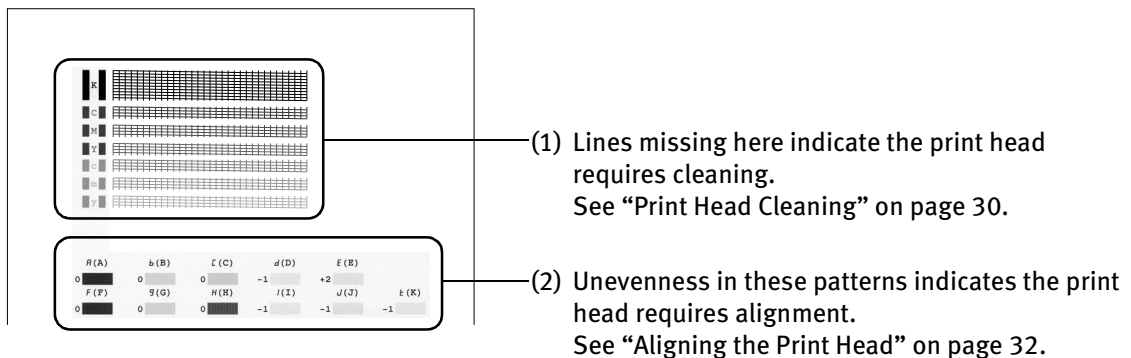 K
C
M
Y
c
m
y
(1) Lines missing here indicate the print head
requires cleaning.
See “Print Head Cleaning” on page 30.
A(A) b(B) C(C) d(D) E(E)
0 0 0 -1 +2
F(F) g(G) H(H) I(I) J(J) t(K)
0 0 0 -1 -1 -1
(2) Unevenness in these patterns indicates the print
head requires alignment.
See “Aligning the Print Head” on page 32.